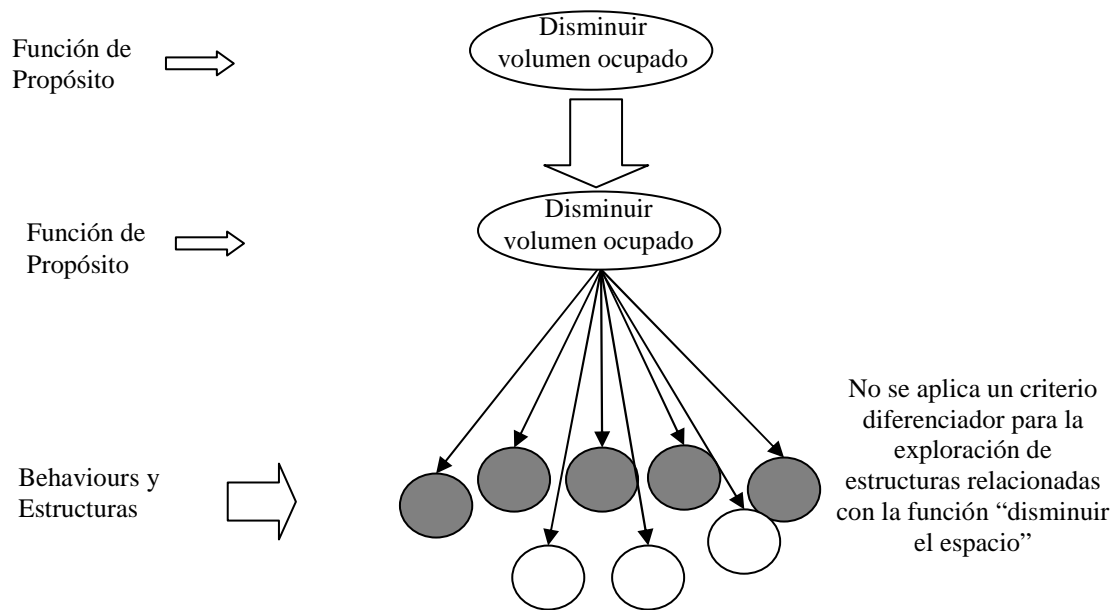 Función de
Propósito
Disminuir
volumen ocupado
Función de
Propósito
Disminuir
volumen ocupado
Behaviours y
Estructuras
No se aplica un criterio
diferenciador para la
exploración de
estructuras relacionadas
con la función “disminuir
el espacio”